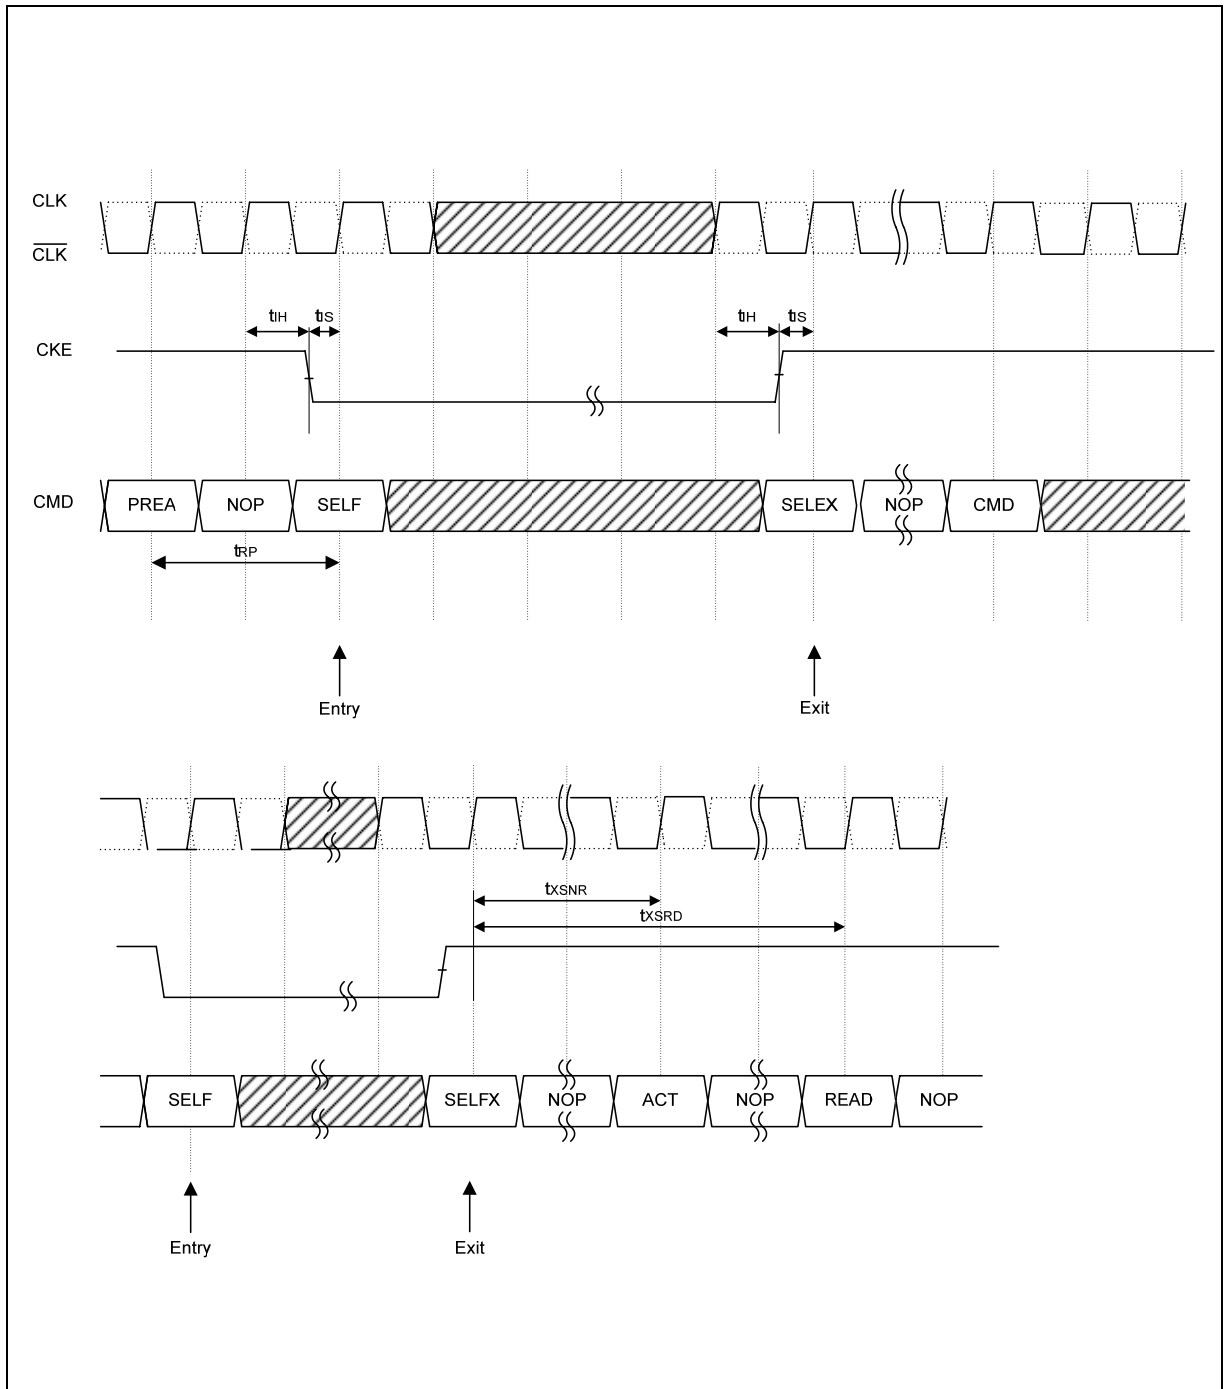 CLK
CLK
tIH tIS tIH tIS
CKE
CMD PREA NOP SELF SELEX NOP CMD
tRP
Entry Exit
tXSNR
tXSRD
SELF SELFX NOP ACT NOP READ NOP
Entry Exit